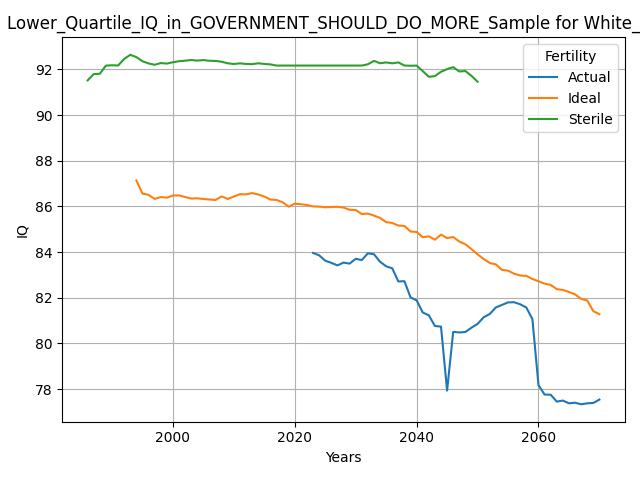 Lower_Quartile_IQ_in_GOVERNMENT_SHOULD_DO_MORE_Sample for White_
Fertility
Actual
Ideal
Sterile
IQ
92
90
88
86
84
82
80
78
2000
2020
2040
2060
Years